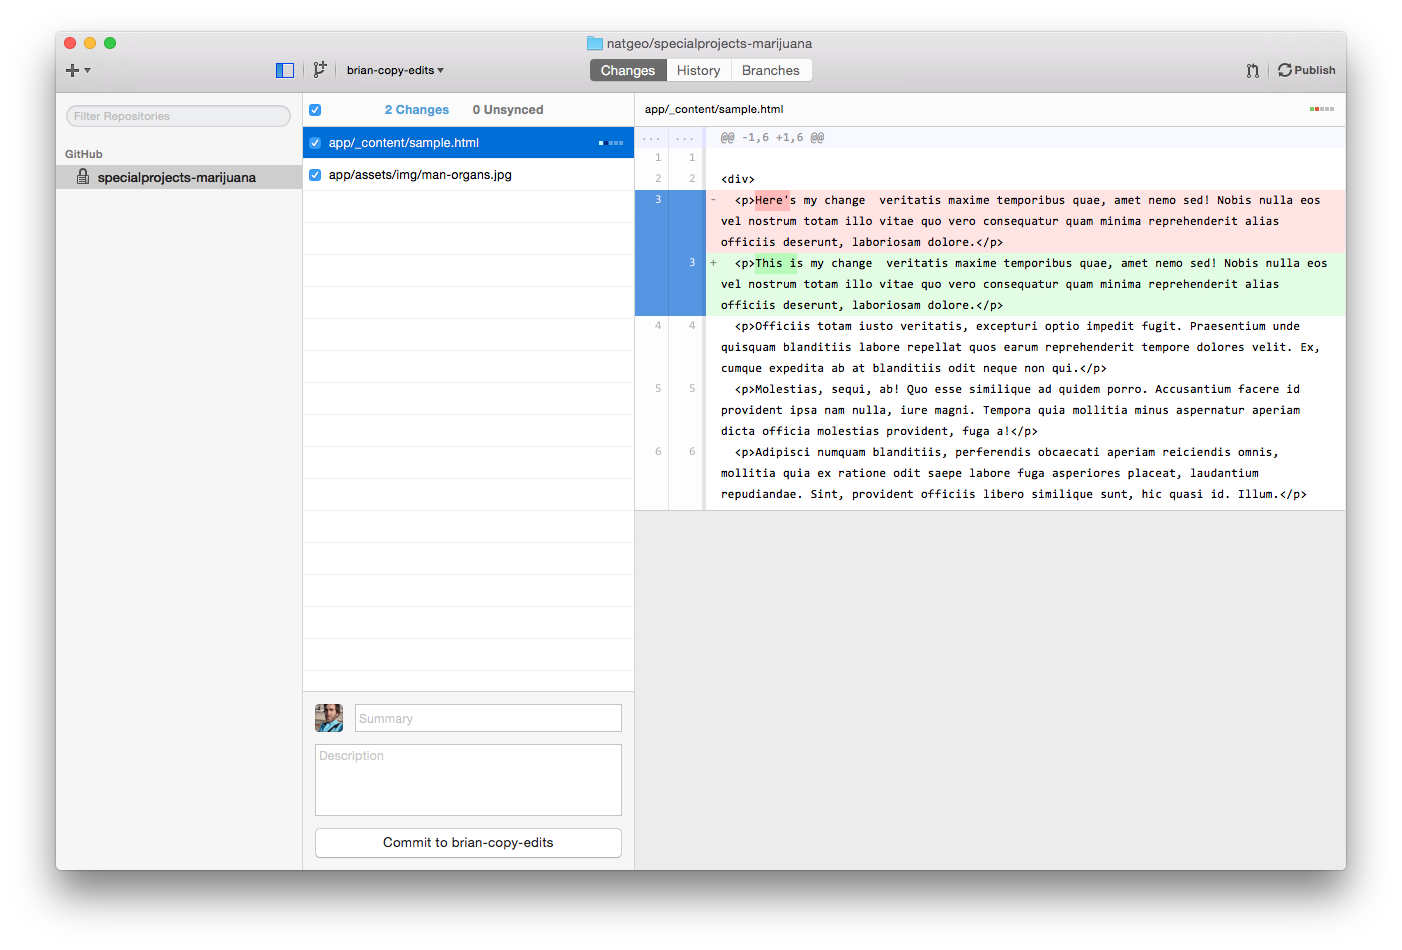 natgeo/specialprojects-marijuana
brian-copy-edits
Changes History Branches
Publish
Filter Repositories
GitHub
specialprojects-marijuana
2 Changes 0 Unsynced
app/_content/sample.html
app/assets/img/man-organs.jpg
Summary
Description
Commit to brian-copy-edits
app/_content/sample.html
... ... @@ -1,6 +1,6 @@
1 1
2 2 <div>
3 - <p>Here's my change  veritatis maxime temporibus quae, amet nemo sed! Nobis nulla eos
vel nostrum totam illo vitae quo vero consequatur quam minima reprehenderit alias
officiis deserunt, laboriosam dolore.</p>
3 + <p>This is my change  veritatis maxime temporibus quae, amet nemo sed! Nobis nulla eos
vel nostrum totam illo vitae quo vero consequatur quam minima reprehenderit alias
officiis deserunt, laboriosam dolore.</p>
4 4 <p>Officiis totam iusto veritatis, excepturi optio impedit fugit. Praesentium unde
quisquam blanditiis labore repellat quos earum reprehenderit tempore dolores velit. Ex,
cumque expedita ab at blanditiis odit neque non qui.</p>
5 5 <p>Molestias, sequi, ab! Quo esse similique ad quidem porro. Accusantium facere id
provident ipsa nam nulla, iure magni. Tempora quia mollitia minus aspernatur aperiam
dicta officia molestias provident, fuga a!</p>
6 6 <p>Adipisci numquam blanditiis, perferendis obcaecati aperiam reiciendis omnis,
mollitia quia ex ratione odit saepe labore fuga asperiores placeat, laudantium
repudiandae. Sint, provident officiis libero similique sunt, hic quasi id. Illum.</p>